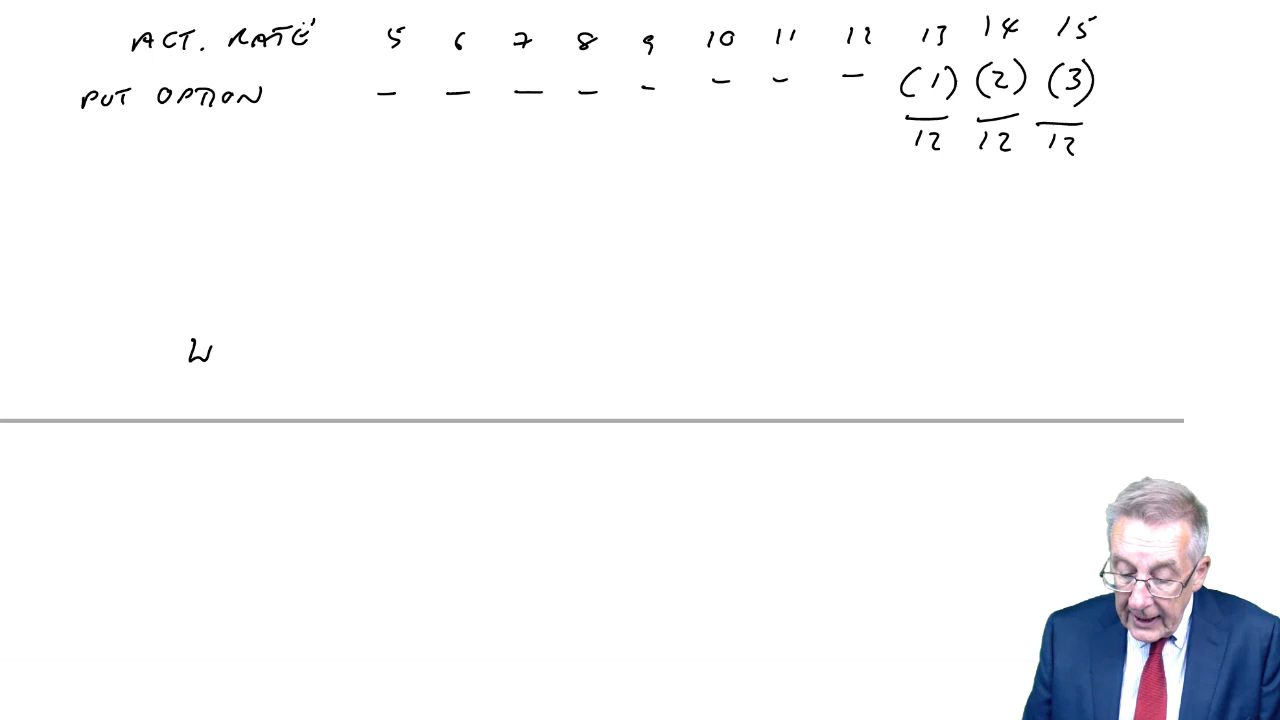 ACT. RATE 5 6 7 8 9 10 11 12 13 14 15
PUT OPTION – – – – – – – – (1) (2) (3)
12 12 12